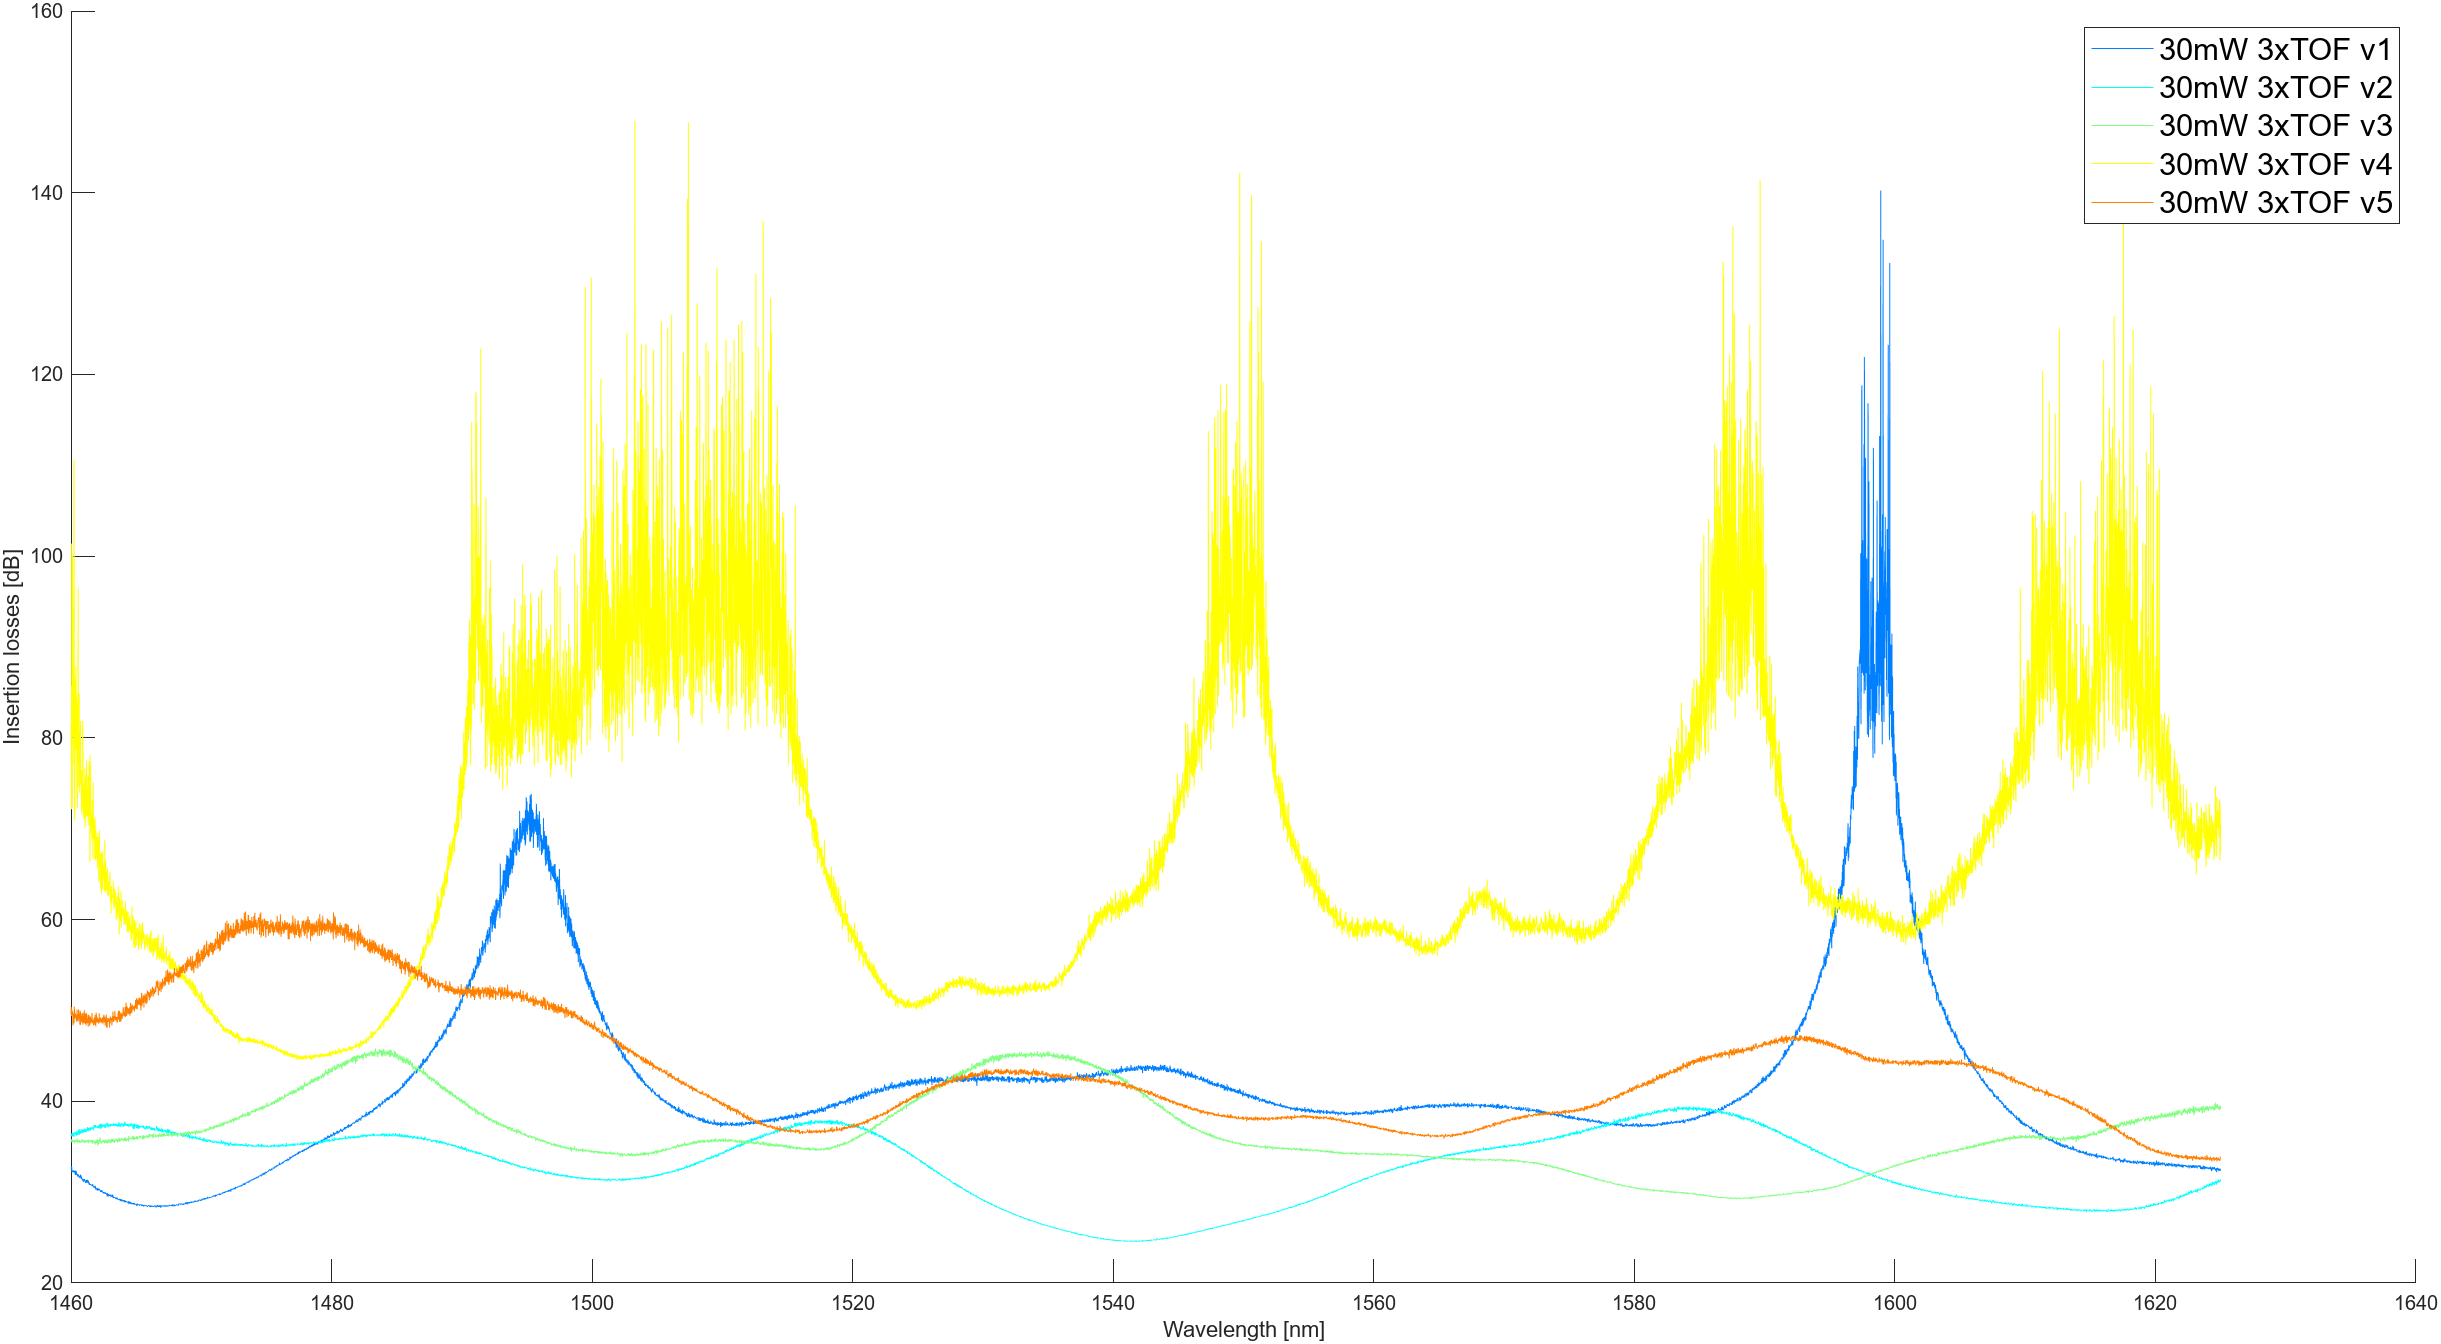 160
140
120
100
80
60
40
20
Insertion losses [dB]
1460 1480 1500 1520 1540 1560 1580 1600 1620 1640
Wavelength [nm]
30mW 3xTOF v1
30mW 3xTOF v2
30mW 3xTOF v3
30mW 3xTOF v4
30mW 3xTOF v5